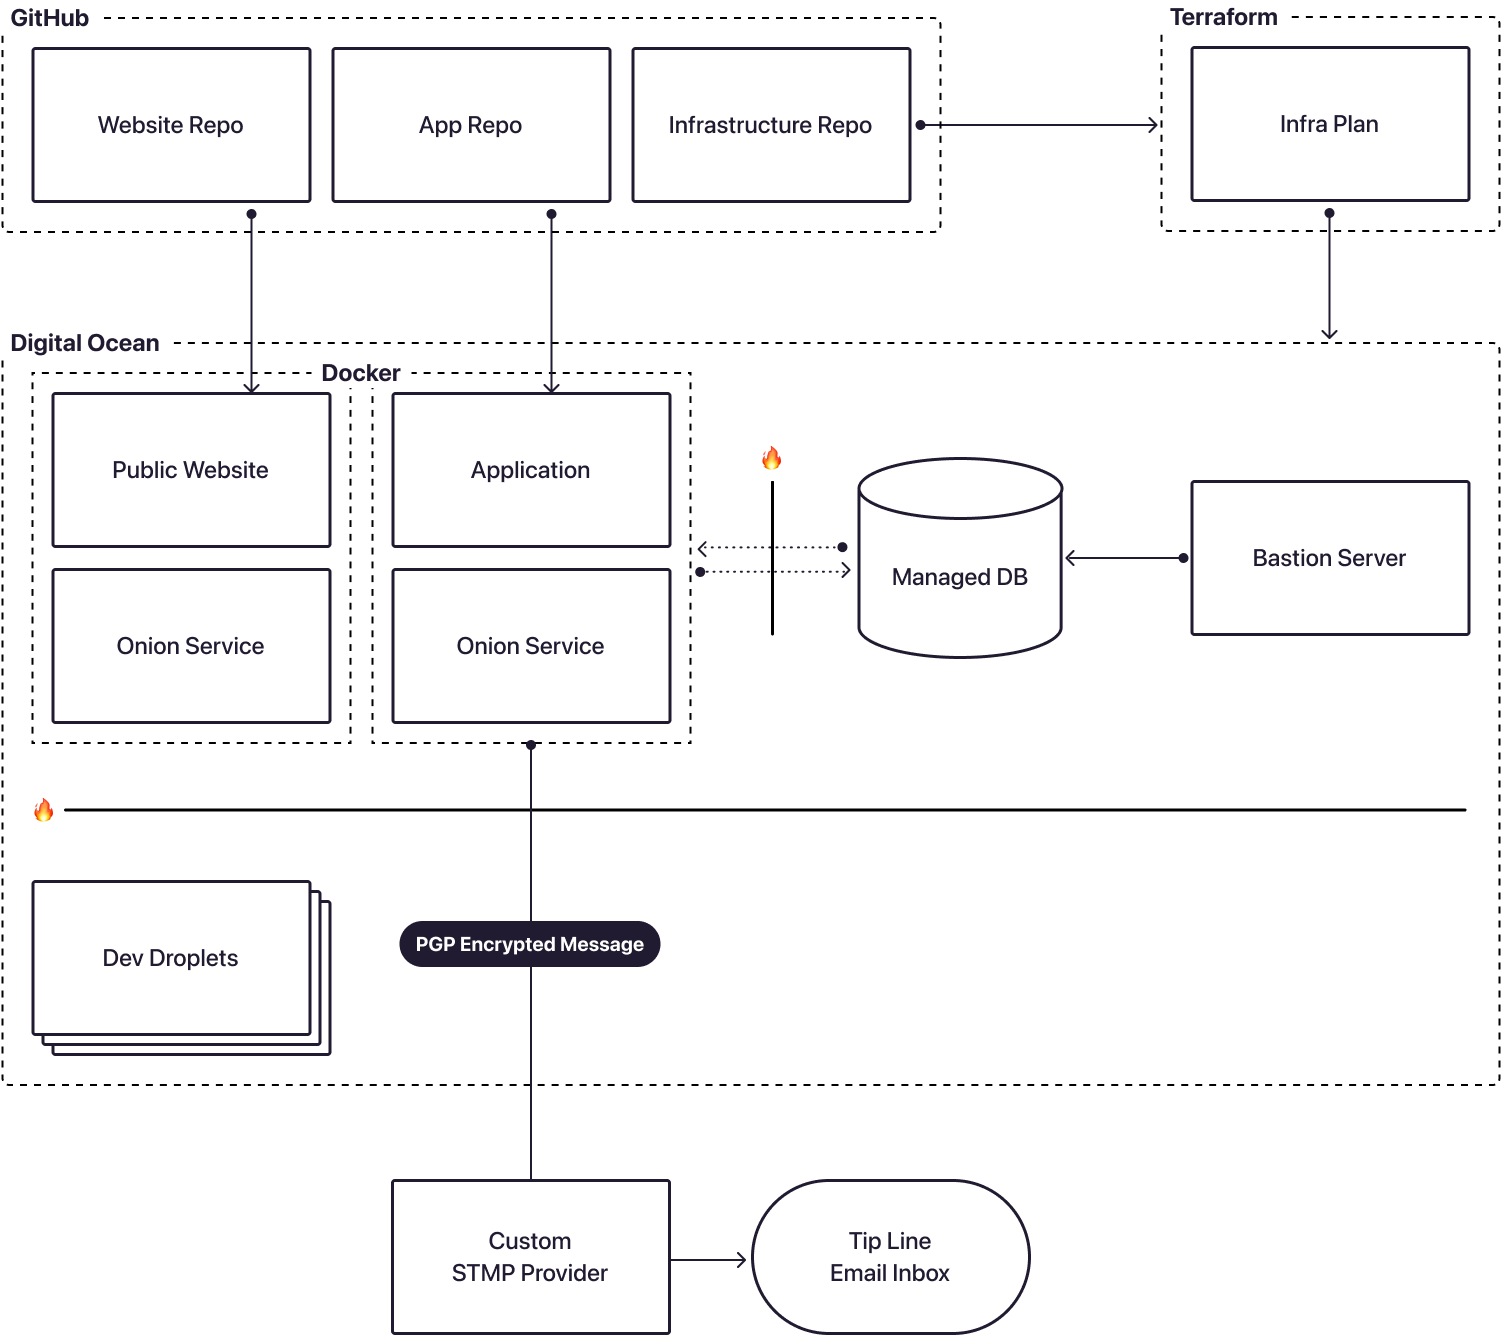 GitHub
Terraform
Website Repo
App Repo
Infrastructure Repo
Infra Plan
Digital Ocean
Docker
Public Website
Application
Onion Service
Onion Service
Managed DB
Bastion Server
Dev Droplets
PGP Encrypted Message
Custom
STMP Provider
Tip Line
Email Inbox